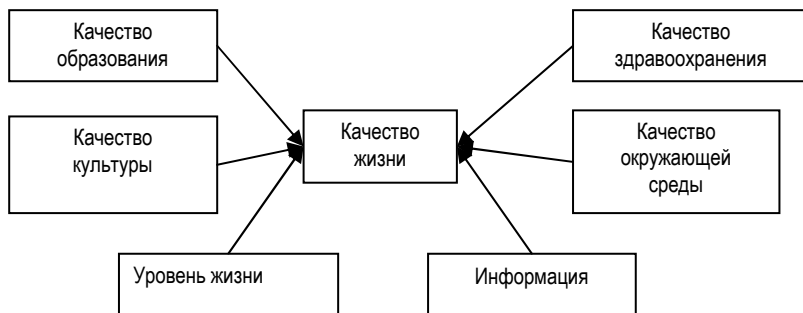 Качество
образования
Качество
здравоохранения
Качество
жизни
Качество
культуры
Качество
окружающей
среды
Уровень жизни
Информация